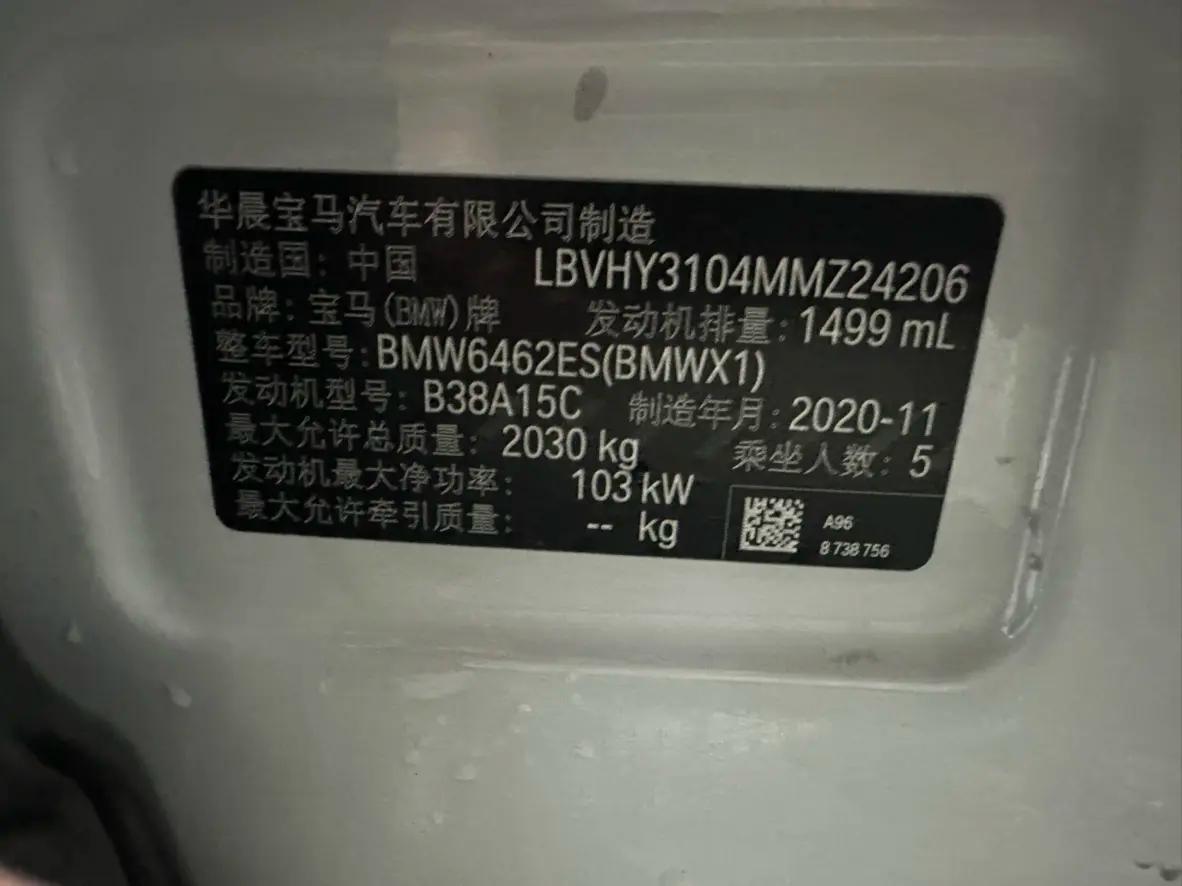 华晨宝马汽车有限公司制造
制造国：中国 LBVHY3104MMZ24206
品牌：宝马(BMW)牌 发动机排量：1499 mL
整车型号：BMW6462ES(BMWX1)
发动机型号：B38A15C 制造年月：2020-11
最大允许总质量：2030 kg 乘坐人数：5
发动机最大净功率：103 kW
最大允许牵引质量：-- kg
A96
8 738 756